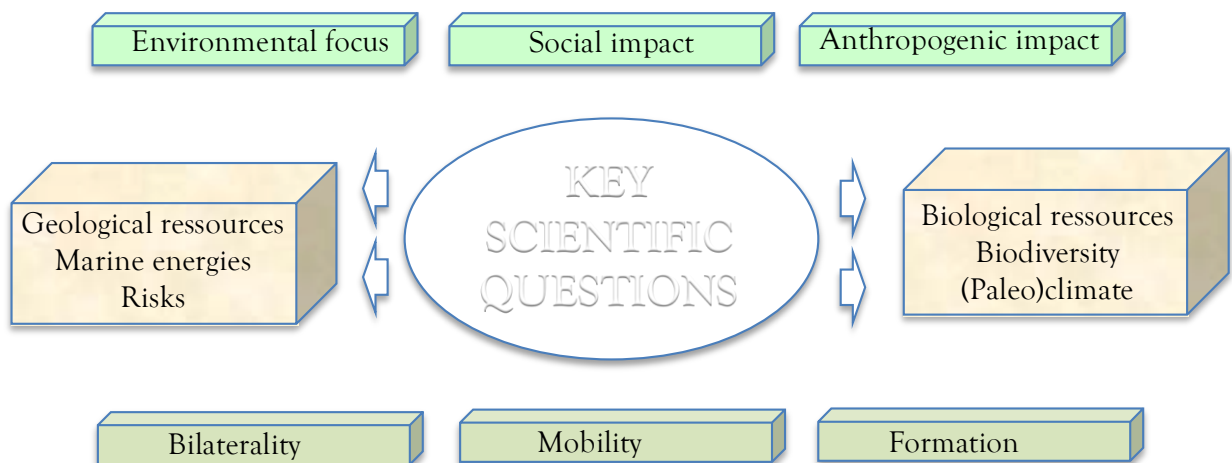 Environmental focus
Social impact
Anthropogenic impact
Geological ressources
Marine energies
Risks
KEY
SCIENTIFIC
QUESTIONS
Biological ressources
Biodiversity
(Paleo)climate
Bilaterality
Mobility
Formation